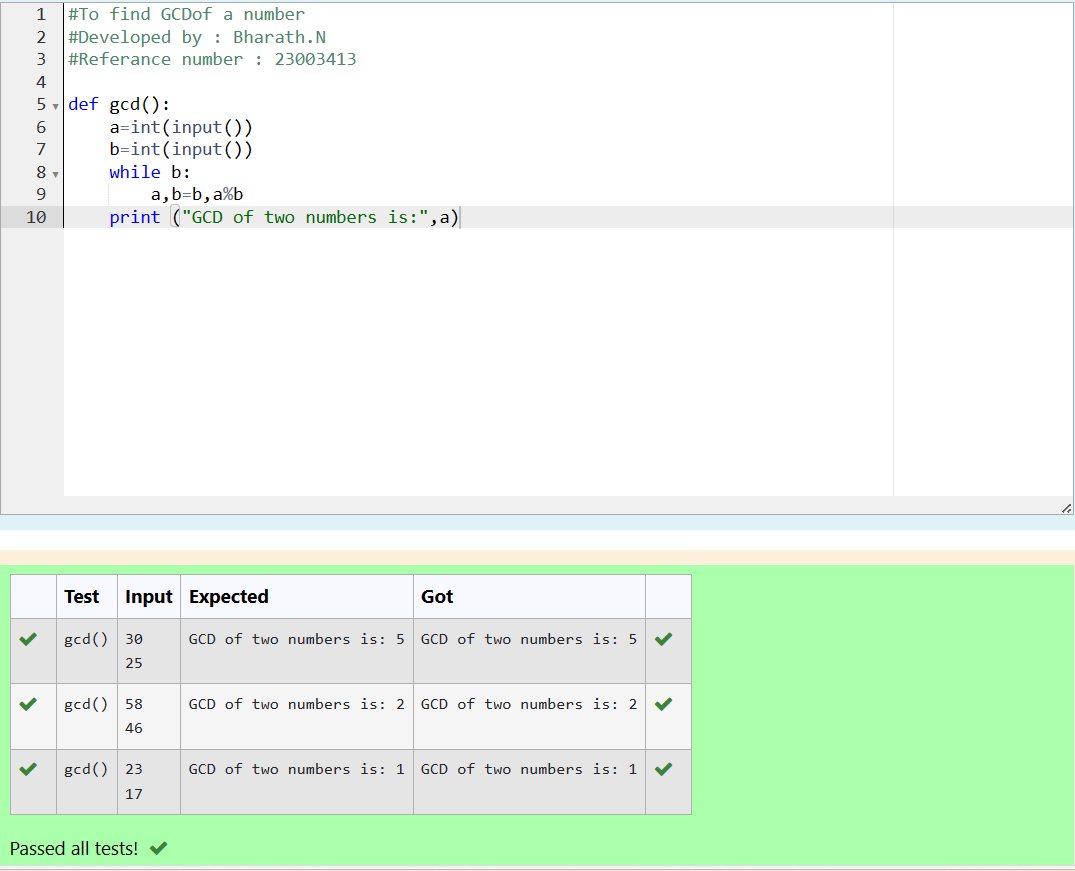 1 #To find GCDof a number
2 #Developed by : Bharath.N
3 #Referance number : 23003413
4
5 def gcd():
6     a=int(input())
7     b=int(input())
8     while b:
9         a,b=b,a%b
10     print ("GCD of two numbers is:",a)
Test Input Expected Got
gcd() 30 GCD of two numbers is: 5 GCD of two numbers is: 5
25
gcd() 58 GCD of two numbers is: 2 GCD of two numbers is: 2
46
gcd() 23 GCD of two numbers is: 1 GCD of two numbers is: 1
17
Passed all tests!